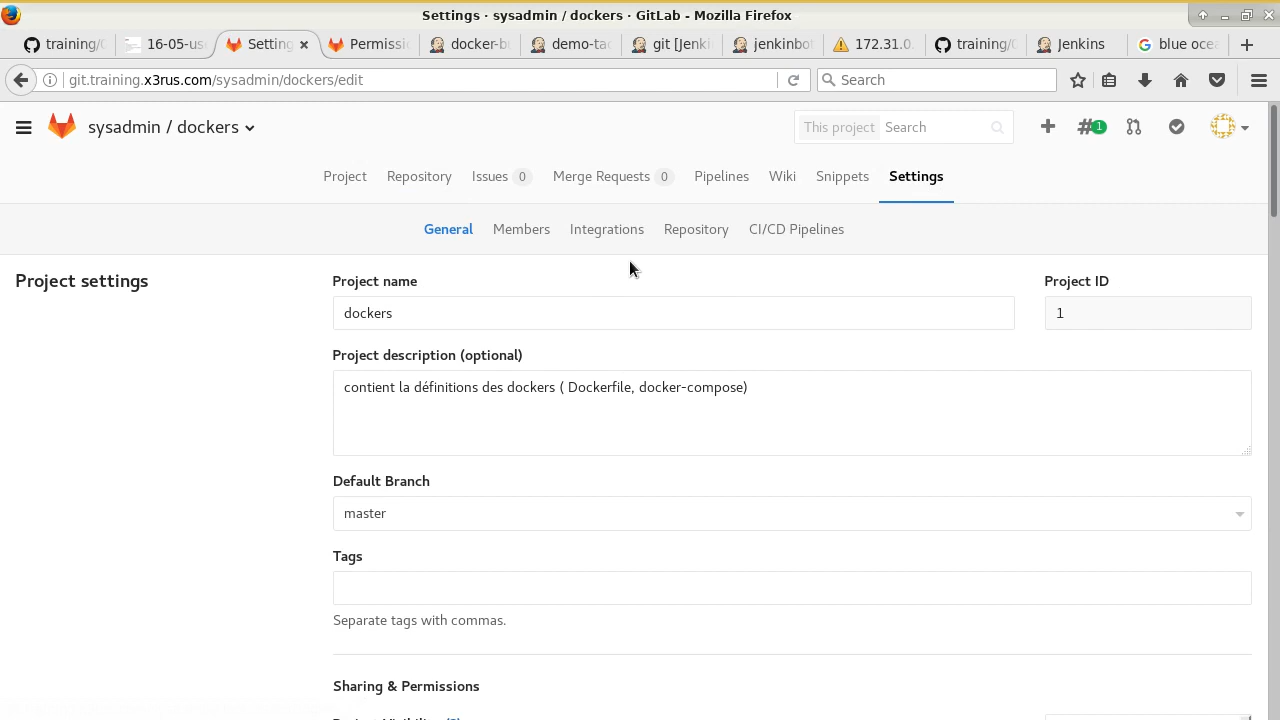 Settings · sysadmin / dockers · GitLab - Mozilla Firefox
training/
16-05-us
Setting
Permissi
docker-b
demo-ta
git [Jenki
jenkinbo
172.31.0.
training/
Jenkins
blue oce
git.training.x3rus.com/sysadmin/dockers/edit
Search
sysadmin / dockers
This project Search
1
Project
Repository
Issues 0
Merge Requests 0
Pipelines
Wiki
Snippets
Settings
General
Members
Integrations
Repository
CI/CD Pipelines
Project settings
Project name
Project ID
dockers
1
Project description (optional)
contient la définitions des dockers ( Dockerfile, docker-compose)
Default Branch
master
Tags
Separate tags with commas.
Sharing & Permissions